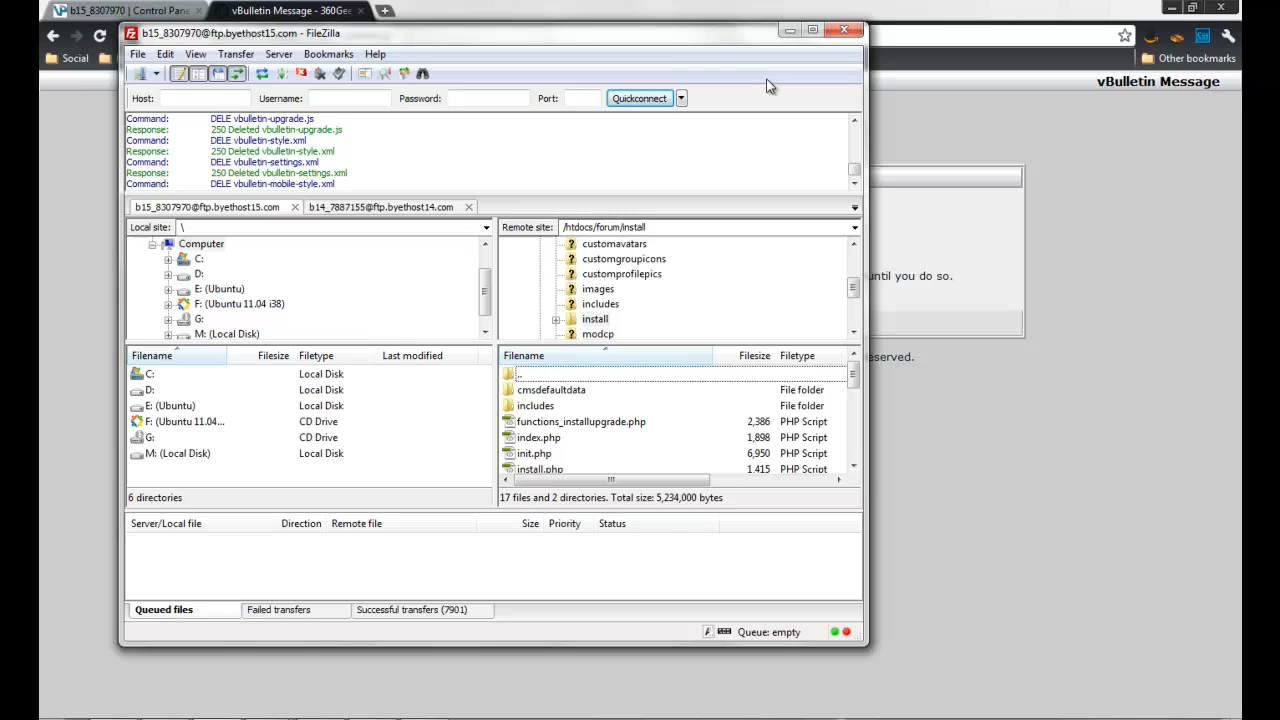 b15_8307970 | Control Pane
vBulletin Message - 360Gee
b15_8307970@ftp.byethost15.com - FileZilla
File Edit View Transfer Server Bookmarks Help
Social
Other bookmarks
vBulletin Message
Host: Username: Password: Port: Quickconnect
Command: DELE vbulletin-upgrade.js
Response: 250 Deleted vbulletin-upgrade.js
Command: DELE vbulletin-style.xml
Response: 250 Deleted vbulletin-style.xml
Command: DELE vbulletin-settings.xml
Response: 250 Deleted vbulletin-settings.xml
Command: DELE vbulletin-mobile-style.xml
b15_8307970@ftp.byethost15.com b14_7887155@ftp.byethost14.com
Local site: \
Remote site: /htdocs/forum/install
Computer
C:
D:
E: (Ubuntu)
F: (Ubuntu 11.04 i38)
G:
M: (Local Disk)
customavatars
customgroupicons
customprofilepics
images
includes
install
modcp
until you do so.
eserved.
Filename Filesize Filetype Last modified
C: Local Disk
D: Local Disk
E: (Ubuntu) Local Disk
F: (Ubuntu 11.04... CD Drive
G: CD Drive
M: (Local Disk) Local Disk
6 directories
Filename Filesize Filetype
..
cmsdefaultdata File folder
includes File folder
functions_installupgrade.php 2,386 PHP Script
index.php 1,898 PHP Script
init.php 6,950 PHP Script
install.php 1,415 PHP Script
17 files and 2 directories. Total size: 5,234,000 bytes
Server/Local file Direction Remote file Size Priority Status
Queued files Failed transfers Successful transfers (7901)
Queue: empty